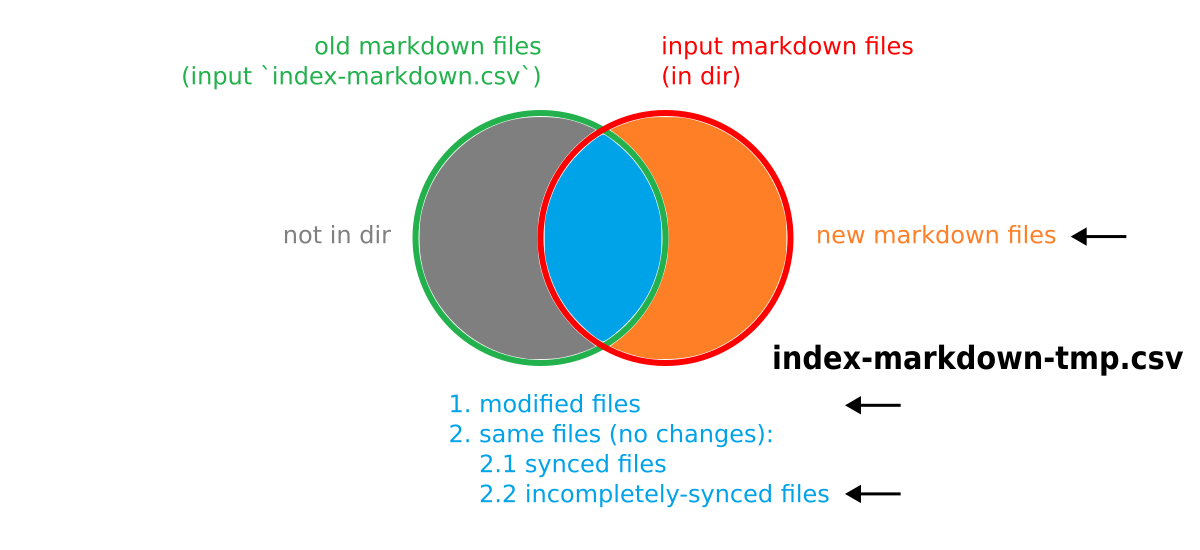 old markdown files
(input `index-markdown.csv`)
input markdown files
(in dir)
not in dir
new markdown files
index-markdown-tmp.csv
1. modified files
2. same files (no changes):
2.1 synced files
2.2 incompletely-synced files